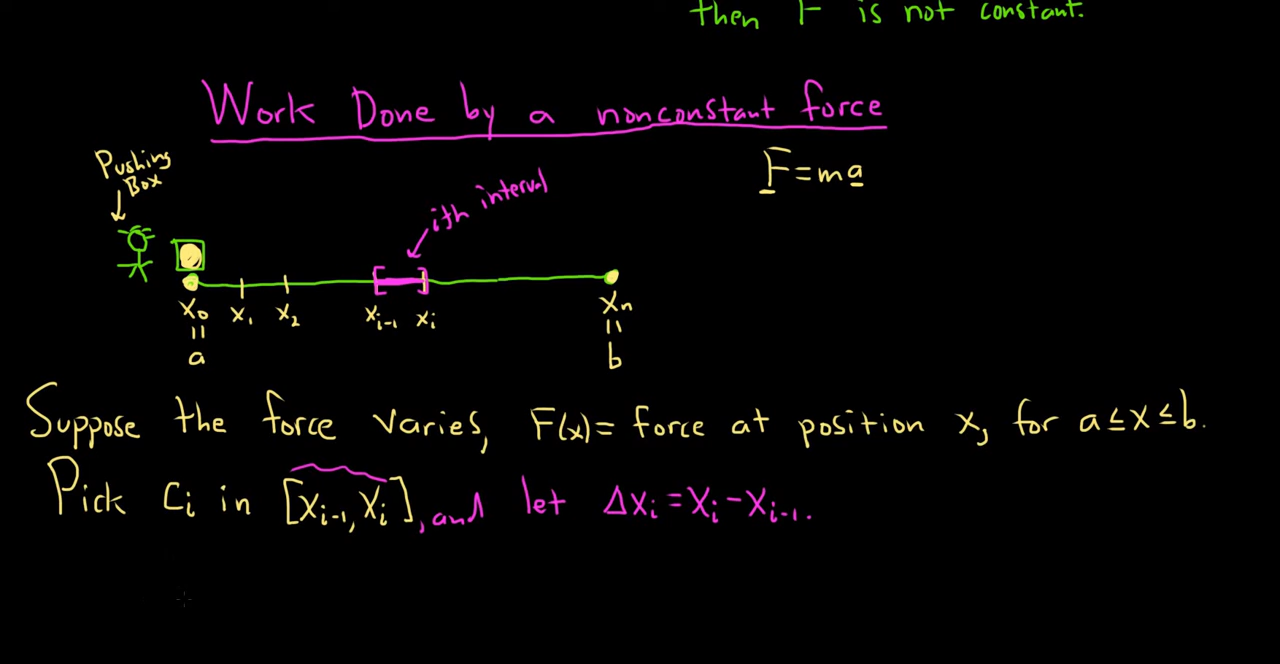 then F is not constant.
Work Done by a nonconstant force
Pushing
Box
F = ma
ith interval
x₀ x₁ x₂ xᵢ₋₁ xᵢ xₙ
= =
a b
Suppose the force varies, F(x) = force at position x, for a ≤ x ≤ b.
Pick cᵢ in [xᵢ₋₁, xᵢ], and let Δxᵢ = xᵢ - xᵢ₋₁.